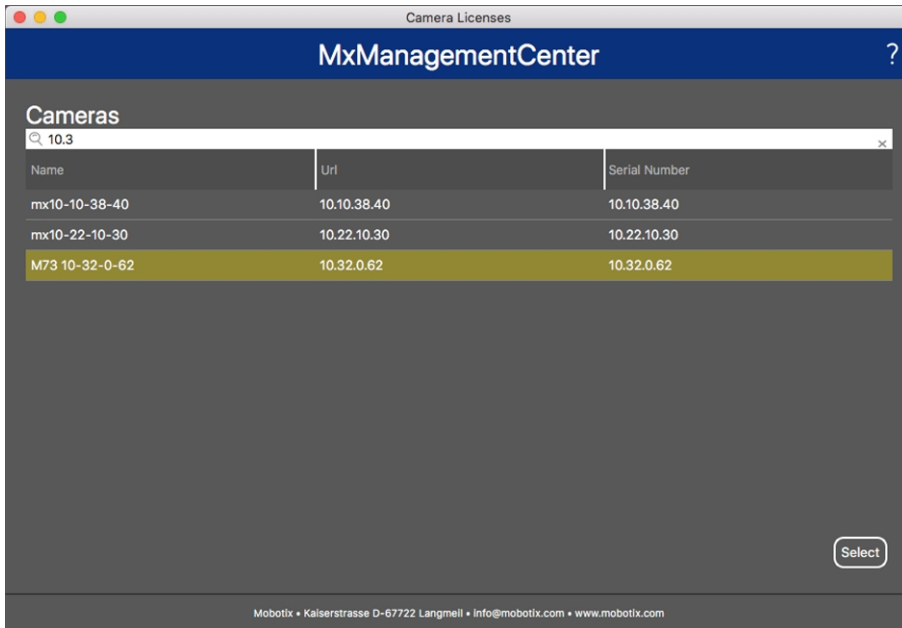 Camera Licenses
MxManagementCenter ?
Cameras
10.3 ×
Name Url Serial Number
mx10-10-38-40 10.10.38.40 10.10.38.40
mx10-22-10-30 10.22.10.30 10.22.10.30
M73 10-32-0-62 10.32.0.62 10.32.0.62
Select
Mobotix • Kaiserstrasse D-67722 Langmeil • info@mobotix.com • www.mobotix.com